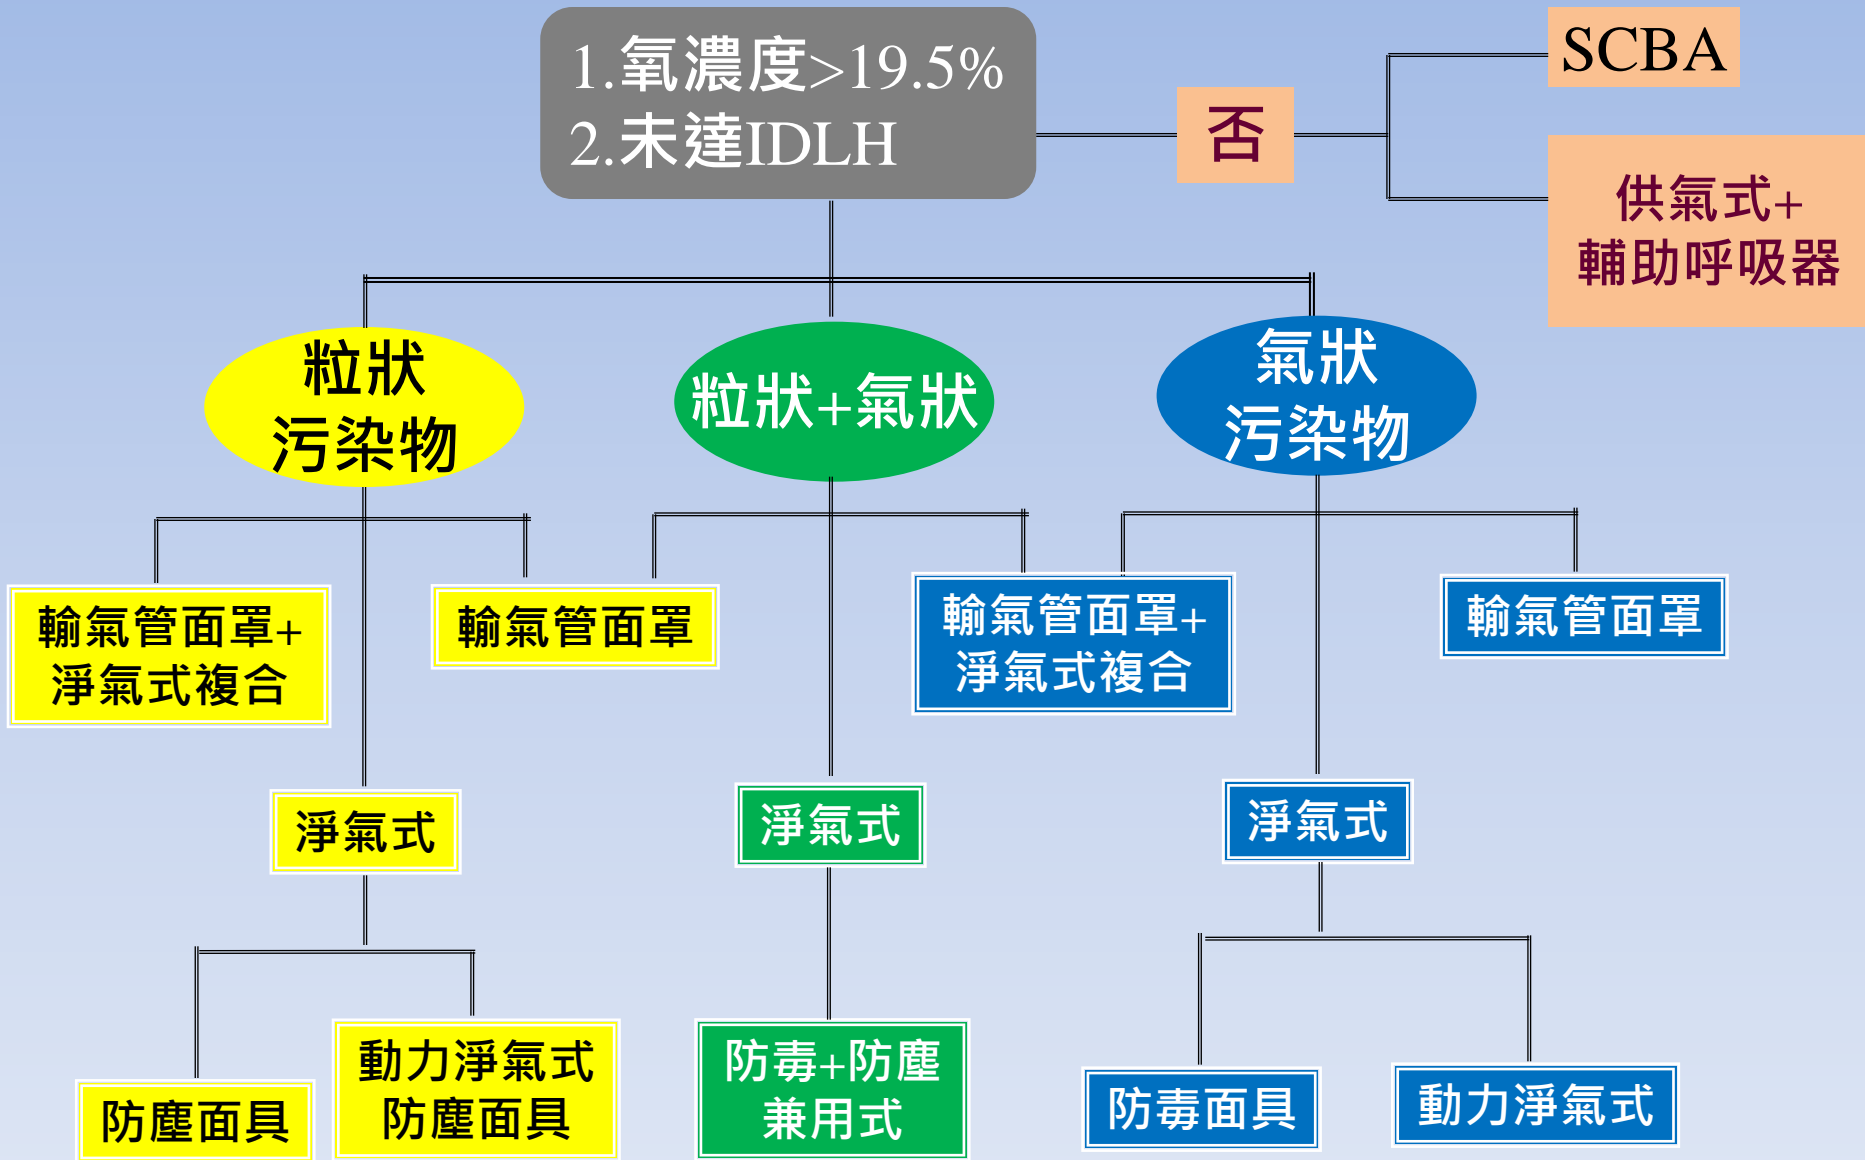 1.氧濃度>19.5%
2.未達IDLH
否
SCBA
供氣式+
輔助呼吸器
粒狀
污染物
粒狀+氣狀
氣狀
污染物
輸氣管面罩+
淨氣式複合
輸氣管面罩
輸氣管面罩+
淨氣式複合
輸氣管面罩
淨氣式
淨氣式
淨氣式
防塵面具
動力淨氣式
防塵面具
防毒+防塵
兼用式
防毒面具
動力淨氣式